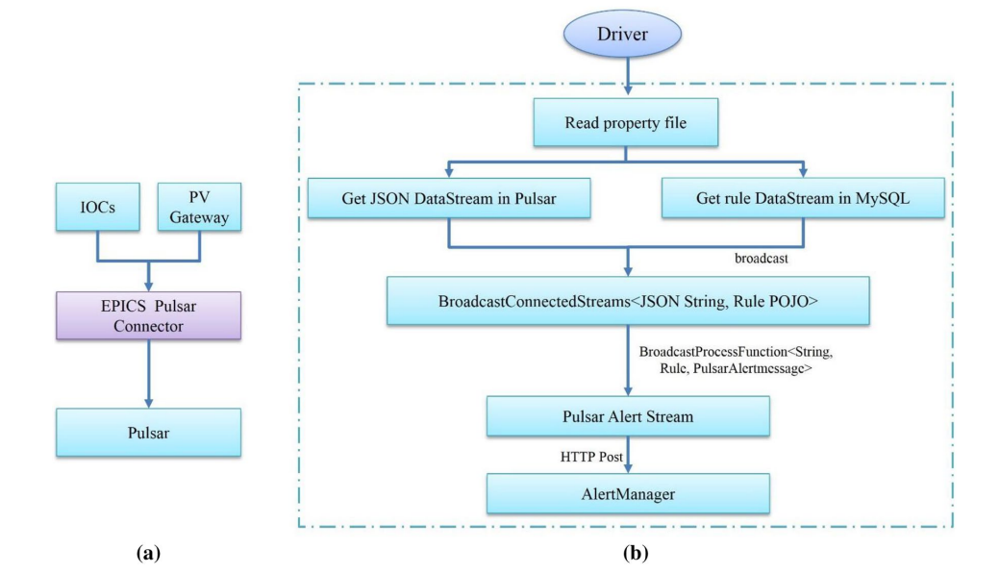 Driver
Read property file
Get JSON DataStream in Pulsar
Get rule DataStream in MySQL
broadcast
BroadcastConnectedStreams<JSON String, Rule POJO>
BroadcastProcessFunction<String,
Rule, PulsarAlertmessage>
Pulsar Alert Stream
HTTP Post
AlertManager
IOCs
PV
Gateway
EPICS Pulsar
Connector
Pulsar
(a)
(b)